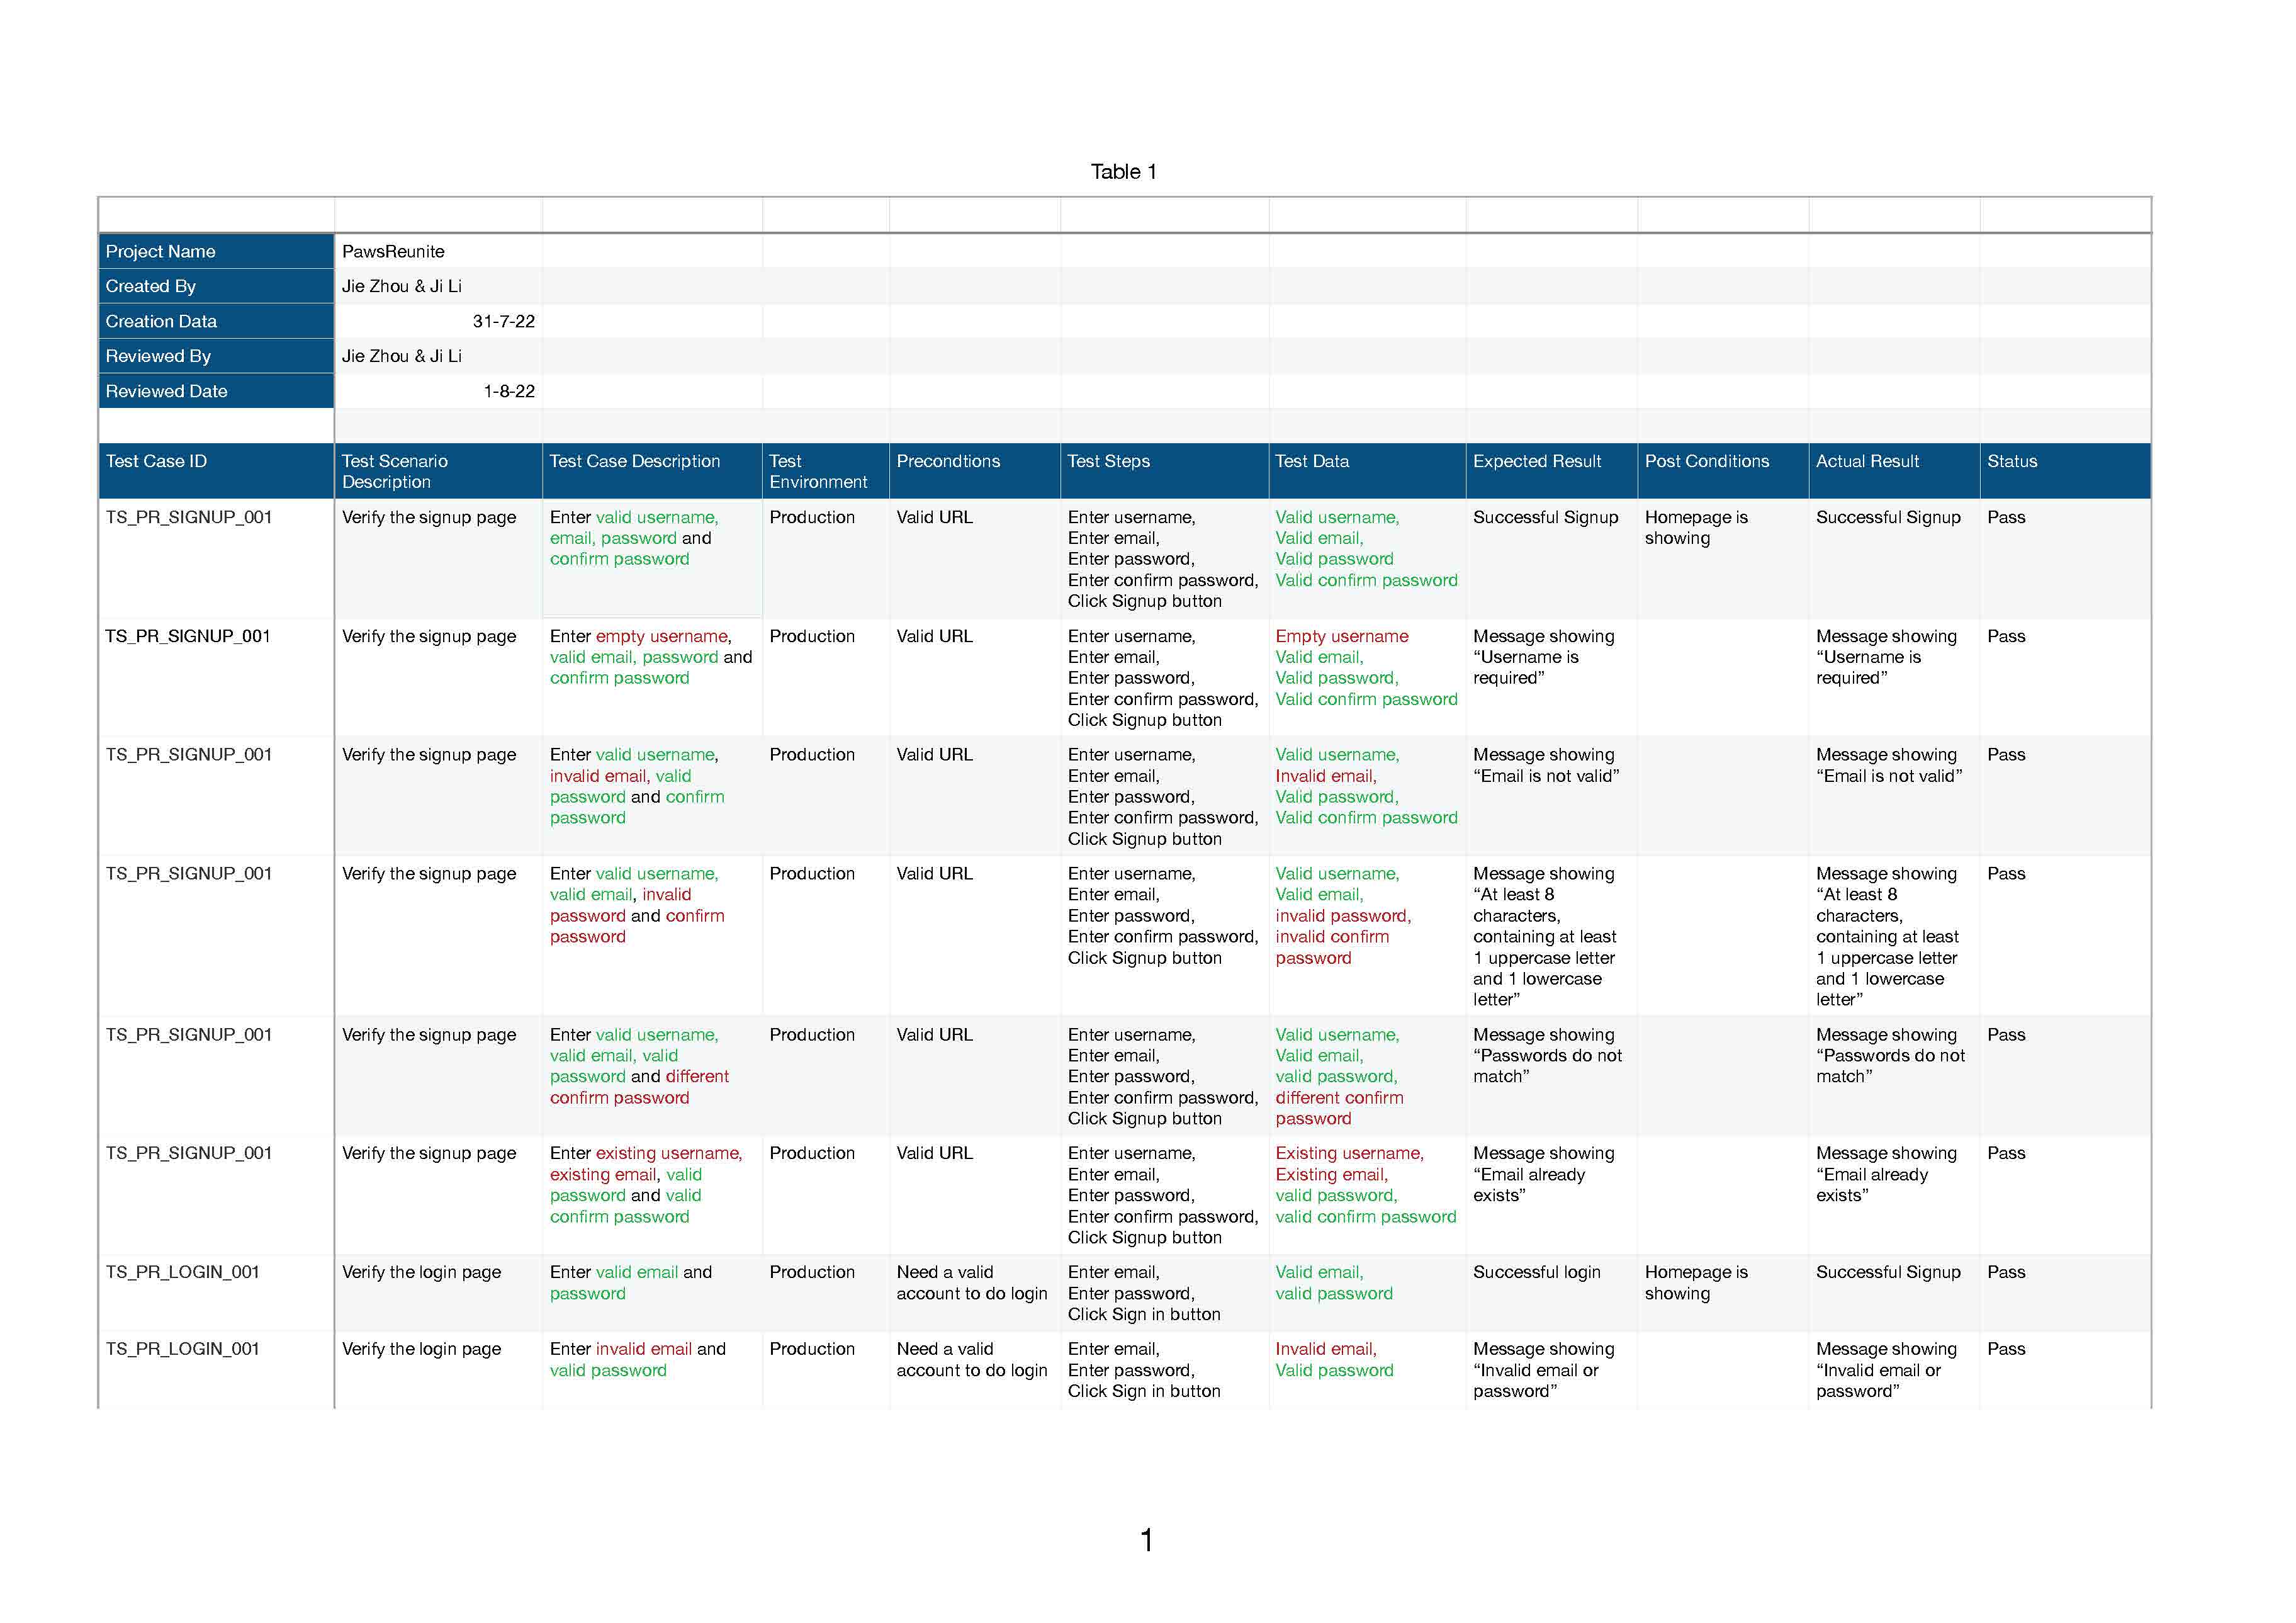 Table 1
Project Name PawsReunite
Created By Jie Zhou & Ji Li
Creation Data 31-7-22
Reviewed By Jie Zhou & Ji Li
Reviewed Date 1-8-22
Test Case ID
Test Scenario
Description
Test Case Description
Test
Environment
Precondtions
Test Steps
Test Data
Expected Result
Post Conditions
Actual Result
Status
TS_PR_SIGNUP_001
Verify the signup page
Enter valid username,
email, password and
confirm password
Production
Valid URL
Enter username,
Enter email,
Enter password,
Enter confirm password,
Click Signup button
Valid username,
Valid email,
Valid password
Valid confirm password
Successful Signup
Homepage is
showing
Successful Signup
Pass
TS_PR_SIGNUP_001
Verify the signup page
Enter empty username,
valid email, password and
confirm password
Production
Valid URL
Enter username,
Enter email,
Enter password,
Enter confirm password,
Click Signup button
Empty username
Valid email,
Valid password,
Valid confirm password
Message showing
“Username is
required”
Message showing
“Username is
required”
Pass
TS_PR_SIGNUP_001
Verify the signup page
Enter valid username,
invalid email, valid
password and confirm
password
Production
Valid URL
Enter username,
Enter email,
Enter password,
Enter confirm password,
Click Signup button
Valid username,
Invalid email,
Valid password,
Valid confirm password
Message showing
“Email is not valid”
Message showing
“Email is not valid”
Pass
TS_PR_SIGNUP_001
Verify the signup page
Enter valid username,
valid email, invalid
password and confirm
password
Production
Valid URL
Enter username,
Enter email,
Enter password,
Enter confirm password,
Click Signup button
Valid username,
Valid email,
invalid password,
invalid confirm
password
Message showing
“At least 8
characters,
containing at least
1 uppercase letter
and 1 lowercase
letter”
Message showing
“At least 8
characters,
containing at least
1 uppercase letter
and 1 lowercase
letter”
Pass
TS_PR_SIGNUP_001
Verify the signup page
Enter valid username,
valid email, valid
password and different
confirm password
Production
Valid URL
Enter username,
Enter email,
Enter password,
Enter confirm password,
Click Signup button
Valid username,
Valid email,
valid password,
different confirm
password
Message showing
“Passwords do not
match”
Message showing
“Passwords do not
match”
Pass
TS_PR_SIGNUP_001
Verify the signup page
Enter existing username,
existing email, valid
password and valid
confirm password
Production
Valid URL
Enter username,
Enter email,
Enter password,
Enter confirm password,
Click Signup button
Existing username,
Existing email,
valid password,
valid confirm password
Message showing
“Email already
exists”
Message showing
“Email already
exists”
Pass
TS_PR_LOGIN_001
Verify the login page
Enter valid email and
password
Production
Need a valid
account to do login
Enter email,
Enter password,
Click Sign in button
Valid email,
valid password
Successful login
Homepage is
showing
Successful Signup
Pass
TS_PR_LOGIN_001
Verify the login page
Enter invalid email and
valid password
Production
Need a valid
account to do login
Enter email,
Enter password,
Click Sign in button
Invalid email,
Valid password
Message showing
“Invalid email or
password”
Message showing
“Invalid email or
password”
Pass
1